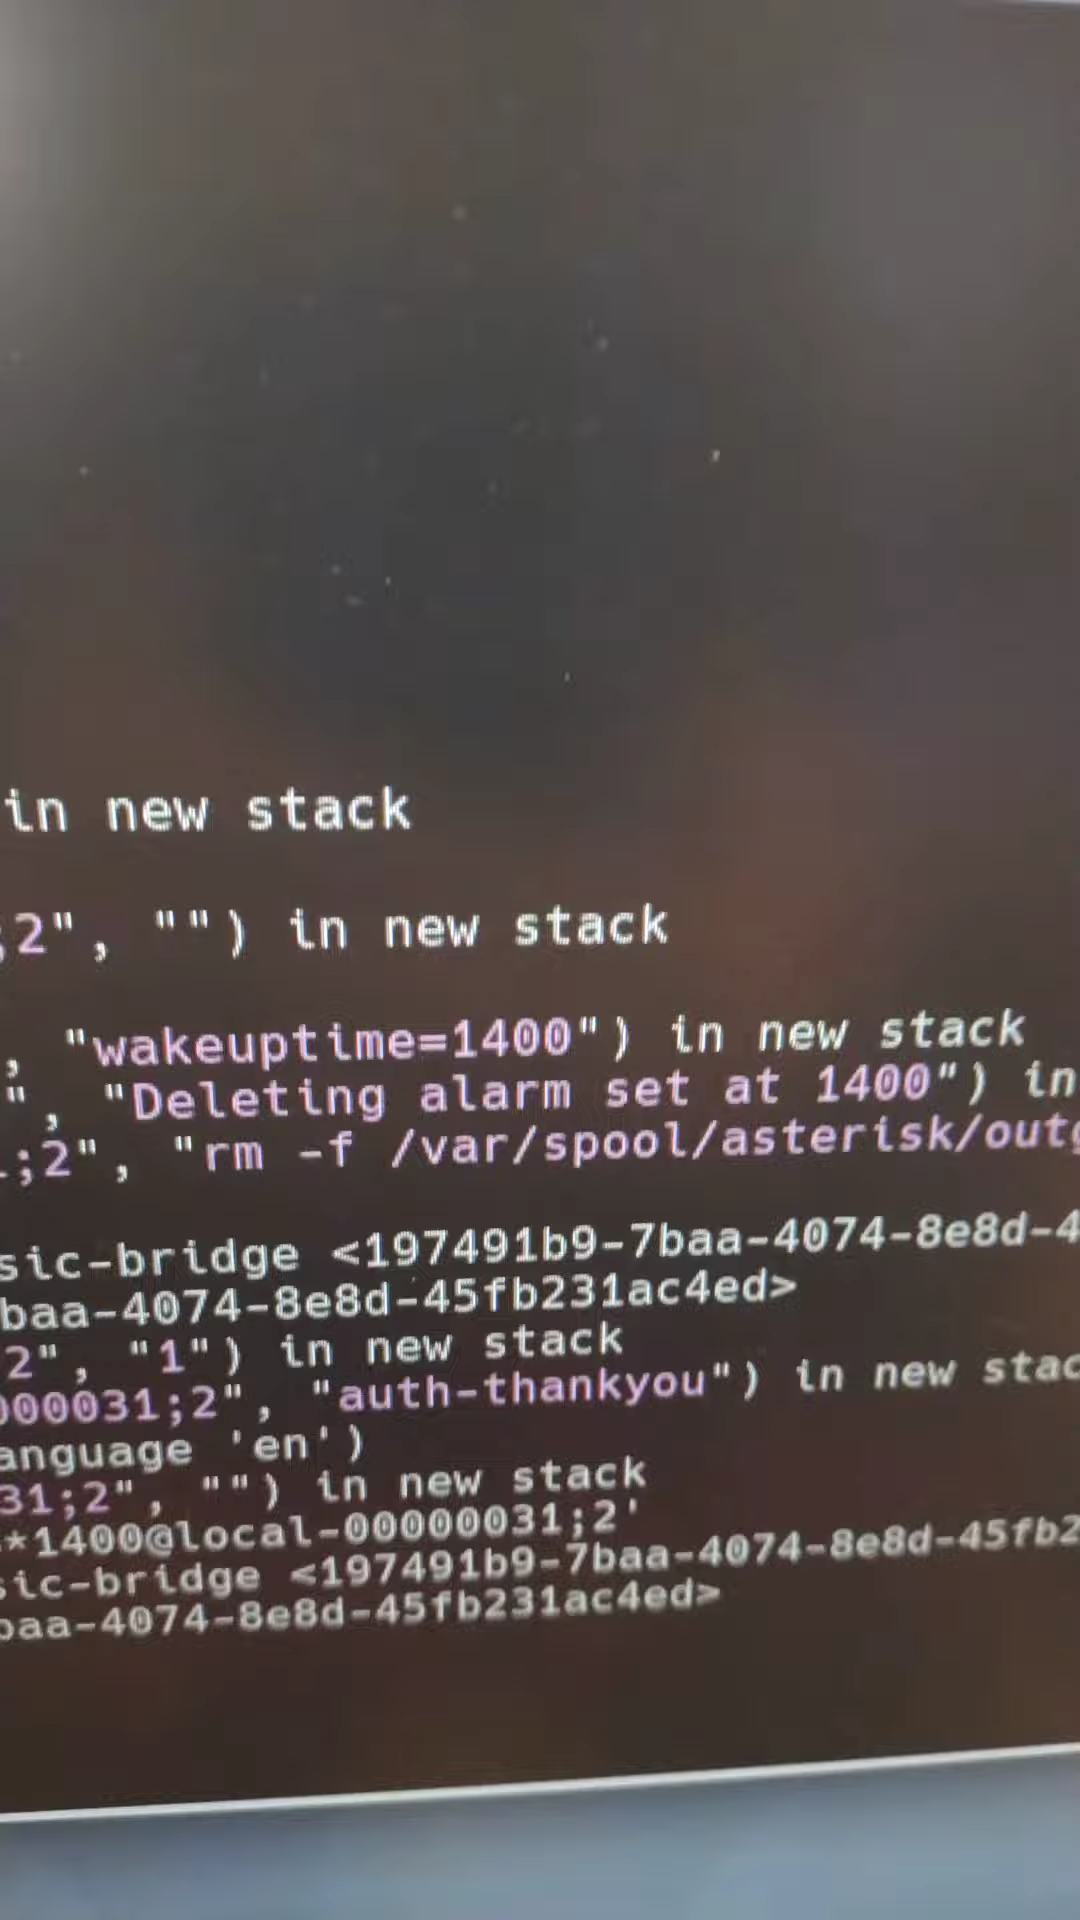 in new stack
;2", "") in new stack
, "wakeuptime=1400") in new stack
", "Deleting alarm set at 1400") in
;2", "rm -f /var/spool/asterisk/outg
sic-bridge <197491b9-7baa-4074-8e8d-4
baa-4074-8e8d-45fb231ac4ed>
2", "1") in new stack
000031;2", "auth-thankyou") in new stac
anguage 'en')
31;2", "") in new stack
*1400@local-00000031;2'
sic-bridge <197491b9-7baa-4074-8e8d-45fb2
baa-4074-8e8d-45fb231ac4ed>